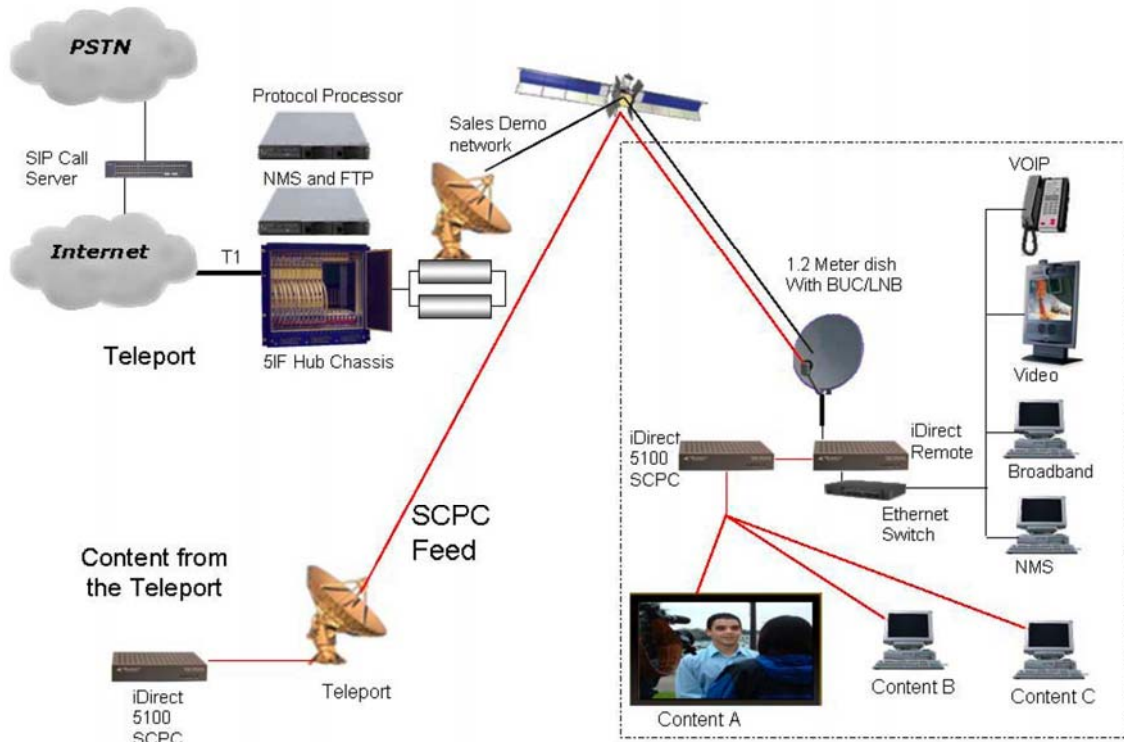 PSTN
SIP Call
Server
Internet
T1
Teleport
Protocol Processor
NMS and FTP
5IF Hub Chassis
Sales Demo
network
SCPC
Feed
Content from
the Teleport
iDirect
5100
SCPC
Teleport
1.2 Meter dish
With BUC/LNB
iDirect
5100
SCPC
iDirect
Remote
Ethernet
Switch
VOIP
Video
Broadband
NMS
Content A
Content B
Content C